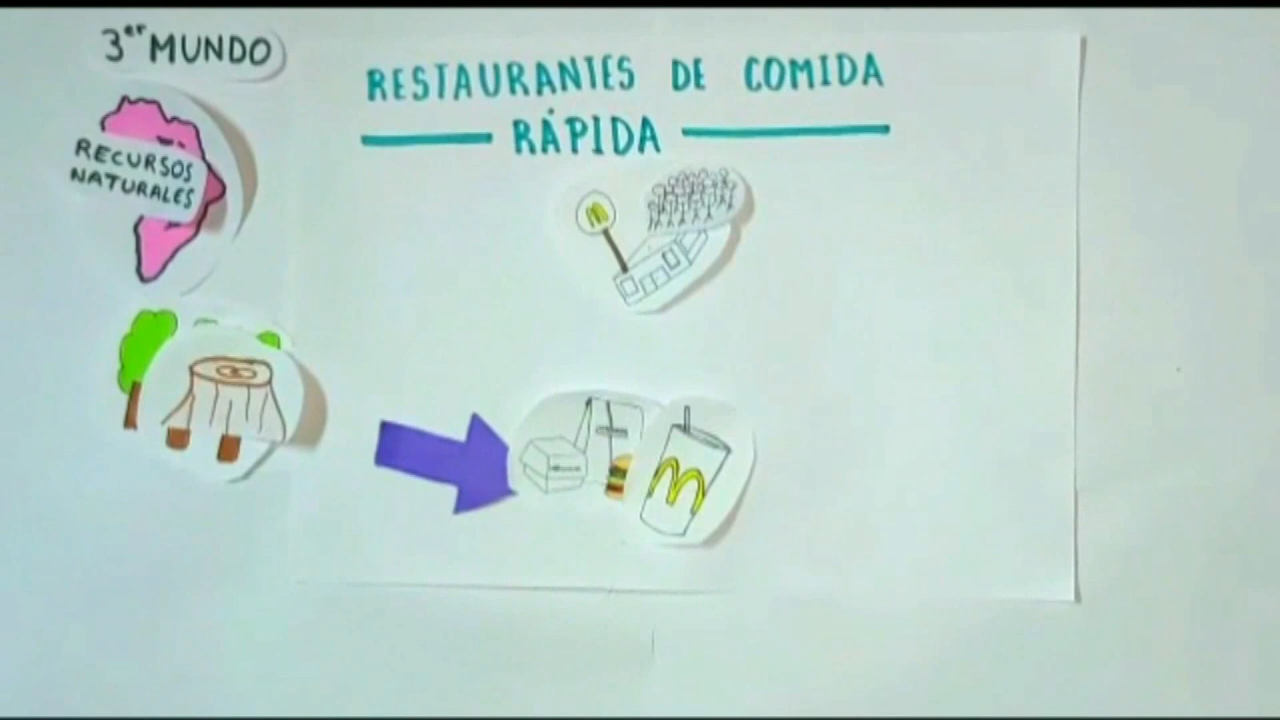 3er MUNDO
RECURSOS
NATURALES
RESTAURANTES DE COMIDA
RÁPIDA
M
M